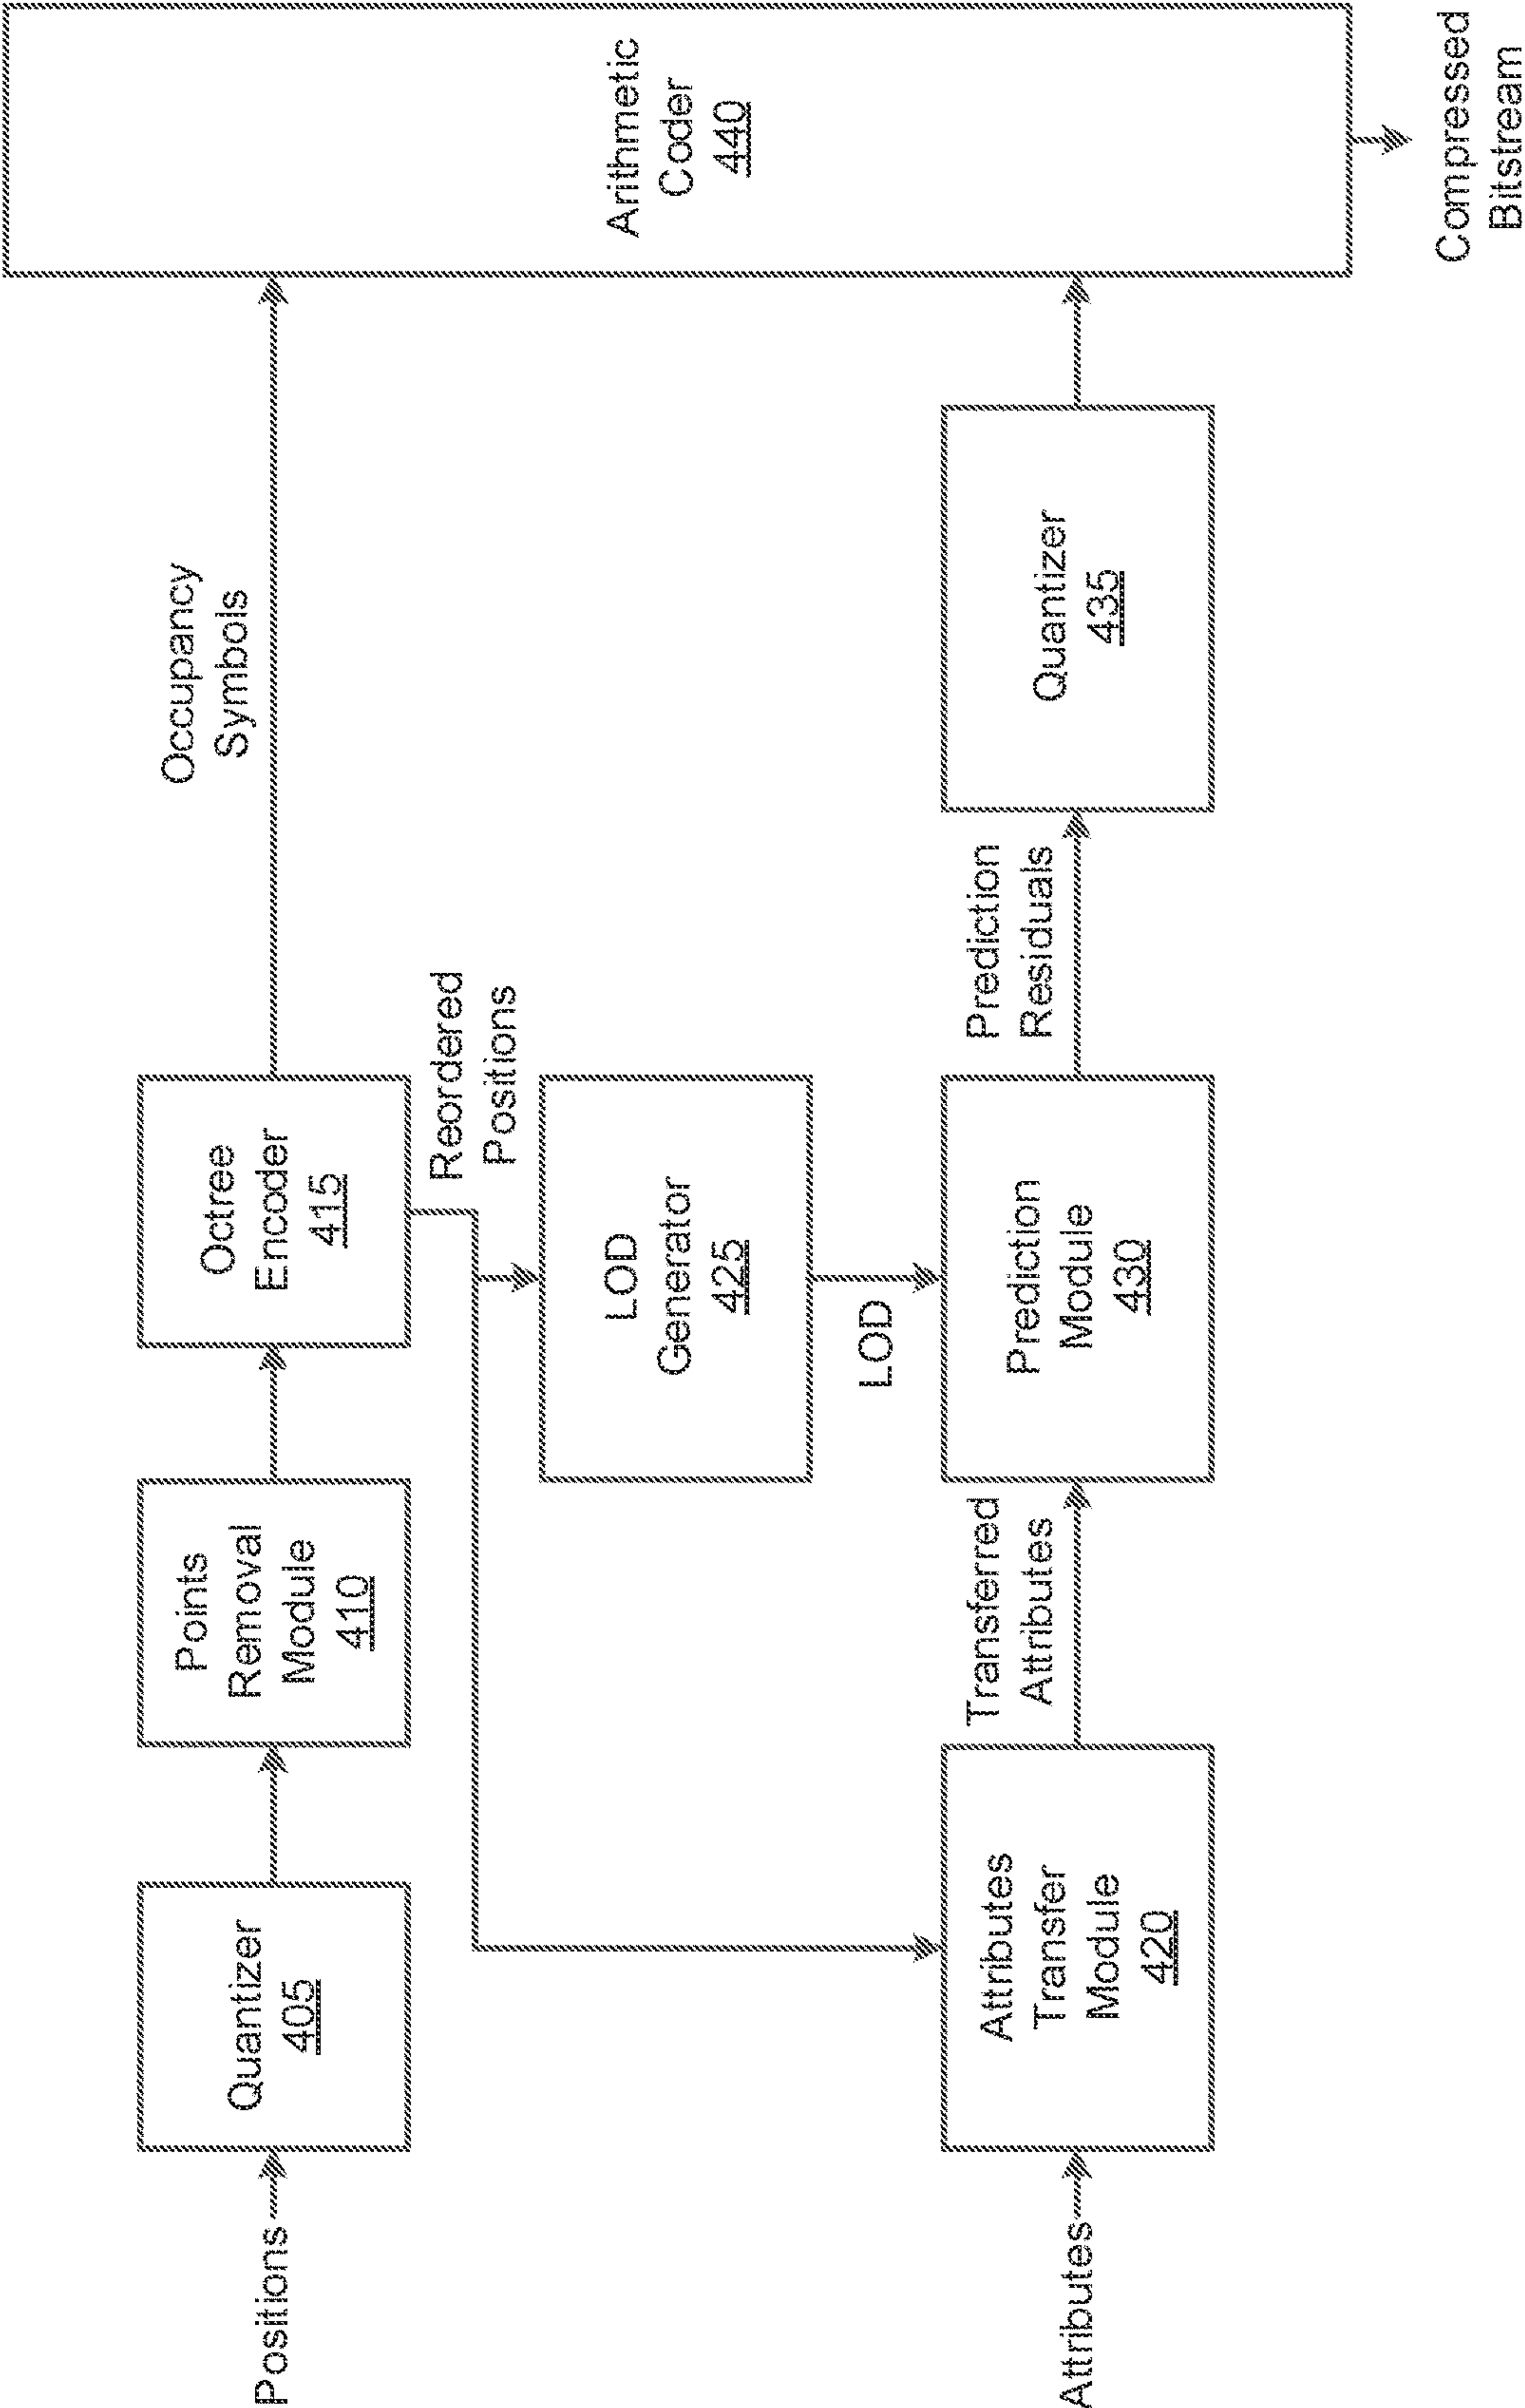 Positions
Quantizer
405
Points
Removal
Module
410
Octree
Encoder
415
Occupancy
Symbols
Reordered
Positions
LOD
Generator
425
LOD
Attributes
Attributes
Transfer
Module
420
Transferred
Attributes
Prediction
Module
430
Prediction
Residuals
Quantizer
435
Arithmetic
Coder
440
Compressed
Bitstream